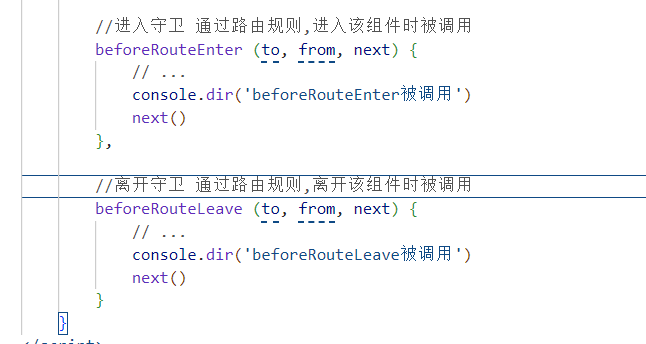 //进入守卫 通过路由规则,进入该组件时被调用
beforeRouteEnter (to, from, next) {
// ...
console.dir('beforeRouteEnter被调用')
next()
},
//离开守卫 通过路由规则,离开该组件时被调用
beforeRouteLeave (to, from, next) {
// ...
console.dir('beforeRouteLeave被调用')
next()
}
}